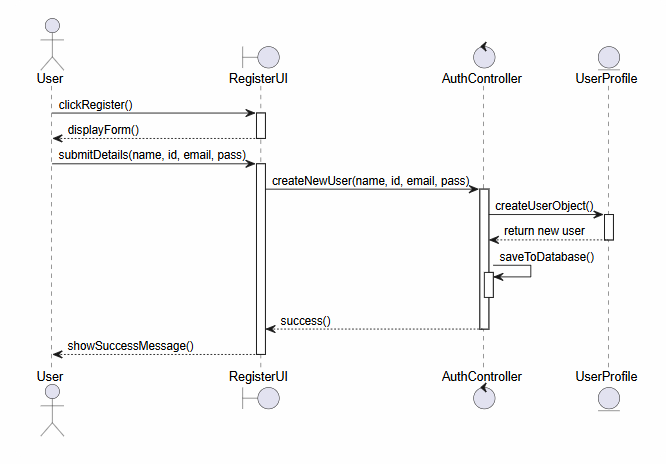 User
RegisterUI
AuthController
UserProfile
clickRegister()
displayForm()
submitDetails(name, id, email, pass)
createNewUser(name, id, email, pass)
createUserObject()
return new user
saveToDatabase()
success()
showSuccessMessage()
User
RegisterUI
AuthController
UserProfile